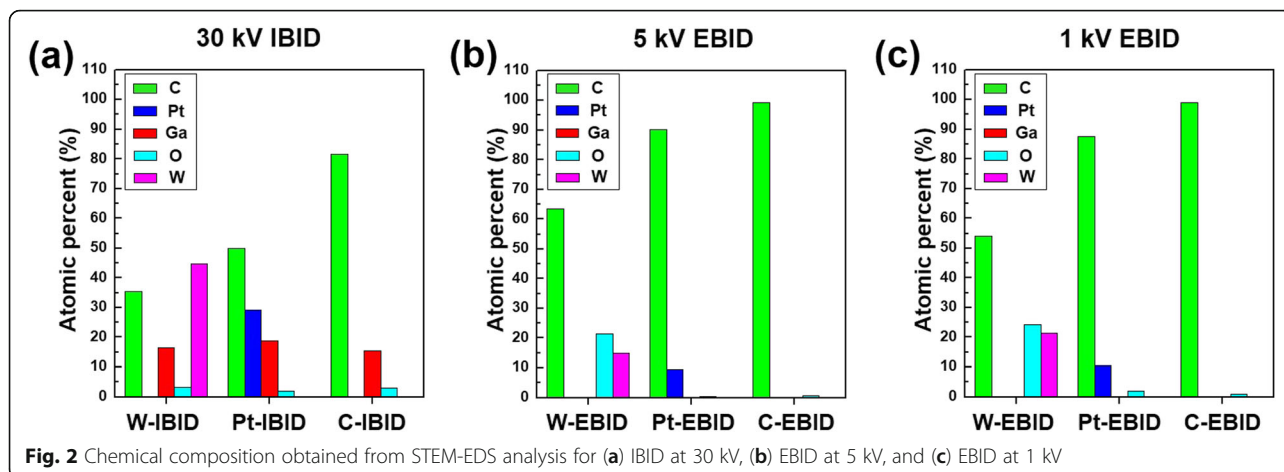 (a)
30 kV IBID
110
100
90
80
70
60
50
40
30
20
10
0
Atomic percent (%)
C
Pt
Ga
O
W
W-IBID Pt-IBID C-IBID
(b)
5 kV EBID
110
100
90
80
70
60
50
40
30
20
10
0
Atomic percent (%)
C
Pt
Ga
O
W
W-EBID Pt-EBID C-EBID
(c)
1 kV EBID
110
100
90
80
70
60
50
40
30
20
10
0
Atomic percent (%)
C
Pt
Ga
O
W
W-EBID Pt-EBID C-EBID
Fig. 2 Chemical composition obtained from STEM-EDS analysis for (a) IBID at 30 kV, (b) EBID at 5 kV, and (c) EBID at 1 kV